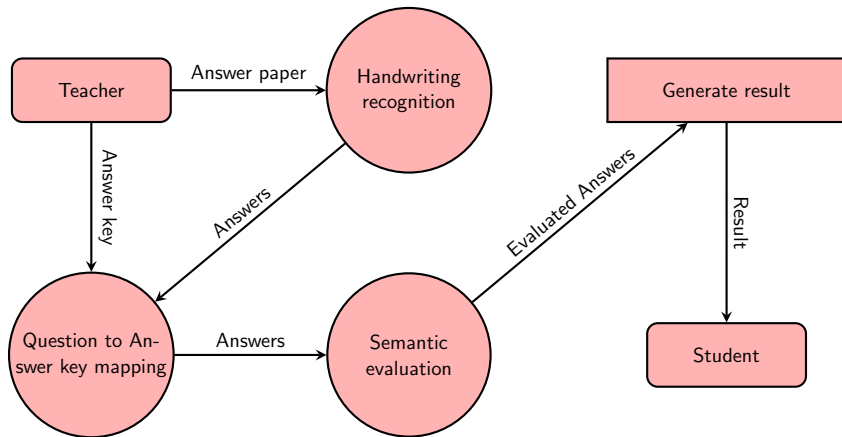 Teacher
Answer paper
Handwriting
recognition
Generate result
Answer key
Answers
Evaluated Answers
Result
Question to An-
swer key mapping
Answers
Semantic
evaluation
Student